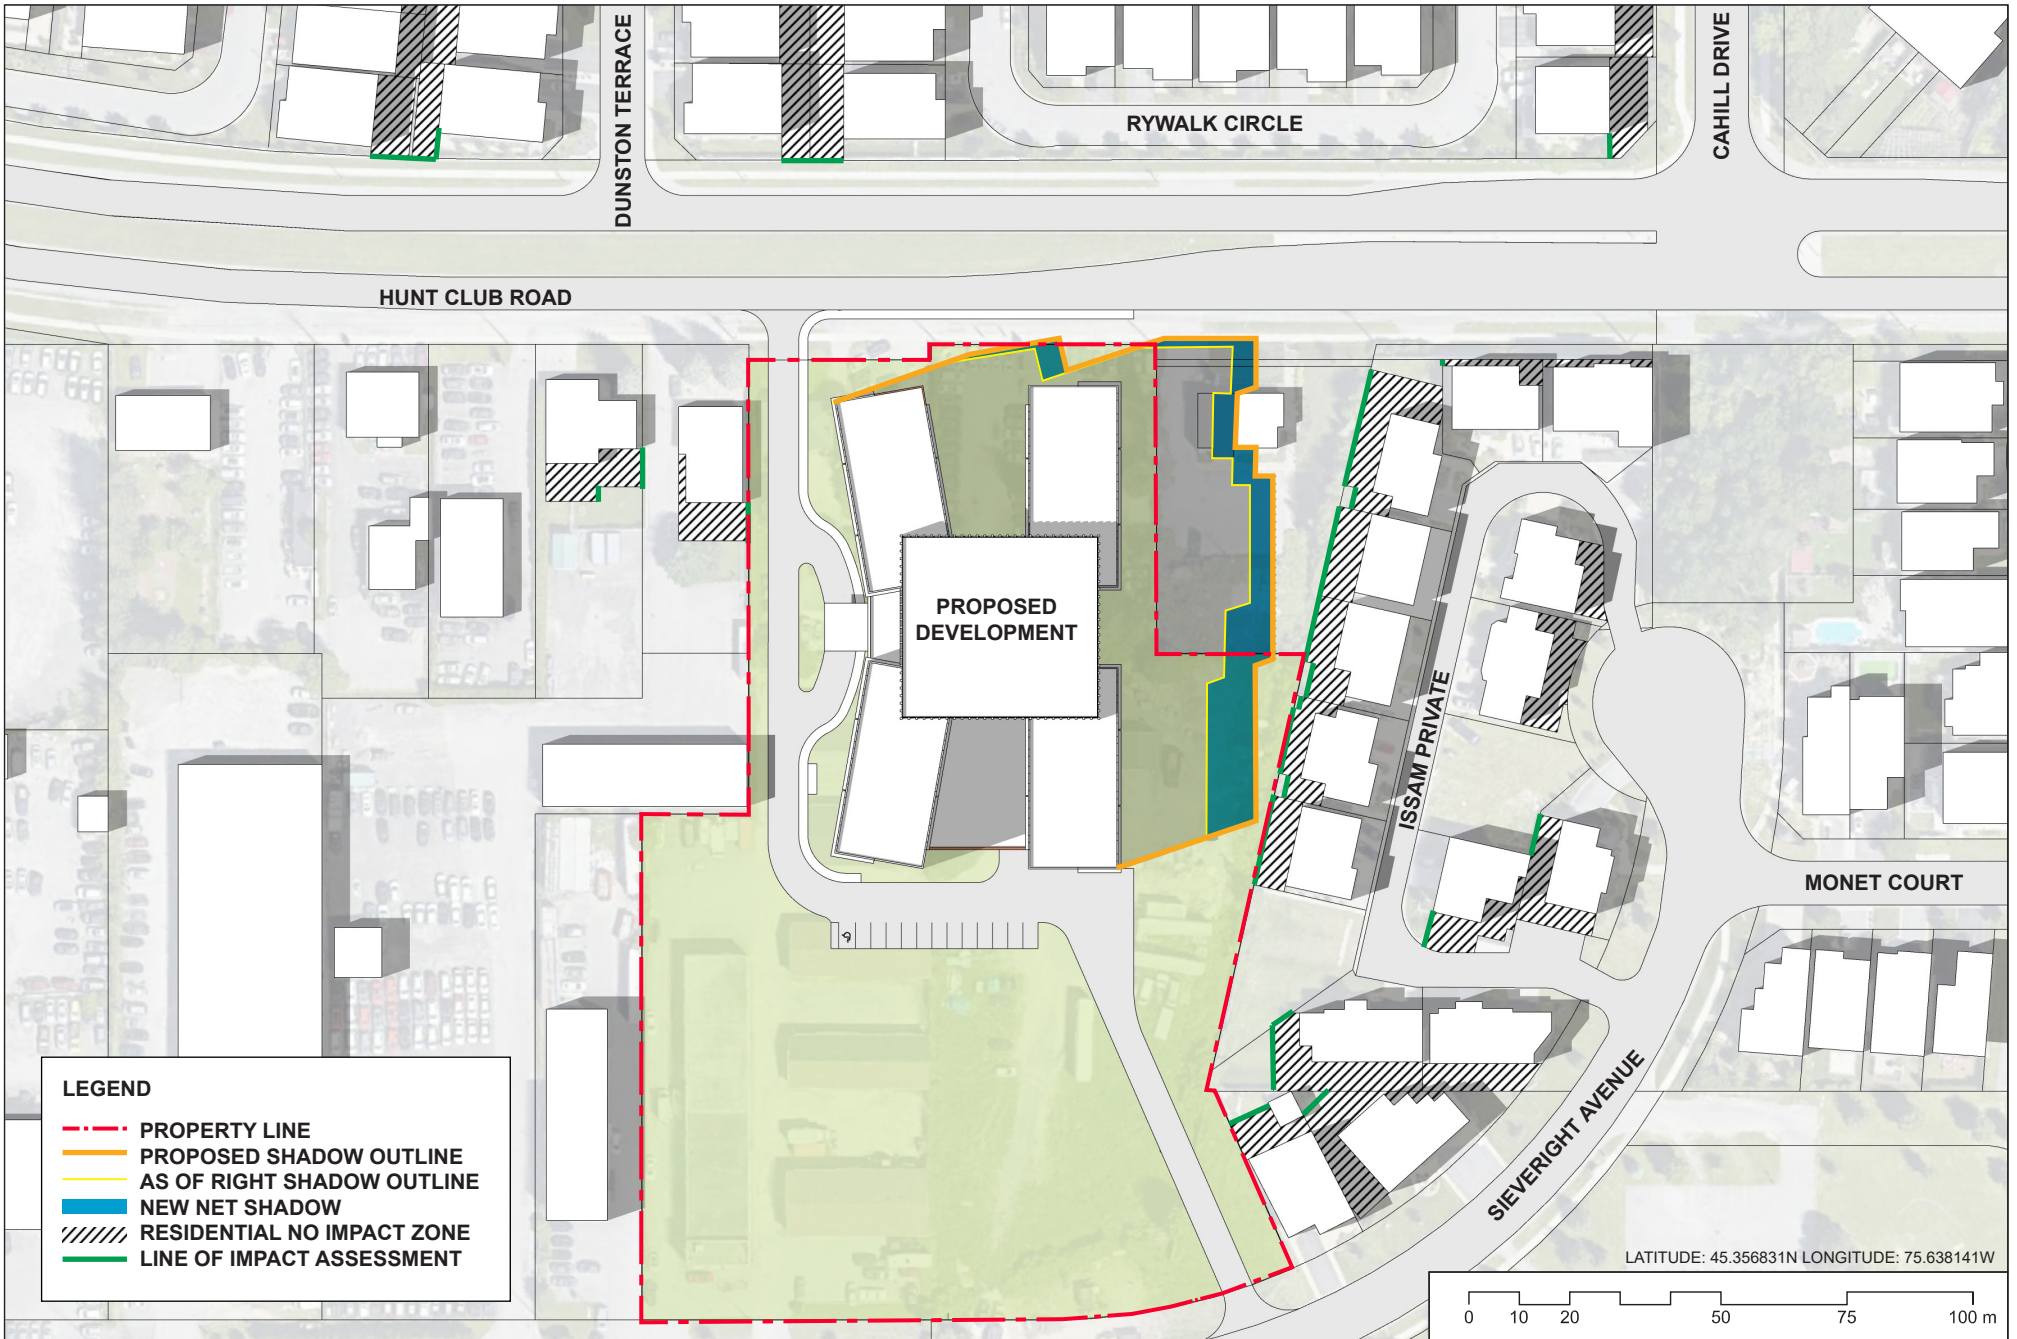 DUNSTON TERRACE
CAHILL DRIVE
RYWALK CIRCLE
HUNT CLUB ROAD
PROPOSED
DEVELOPMENT
ISSAM PRIVATE
MONET COURT
SIEVERIGHT AVENUE
LEGEND
PROPERTY LINE
PROPOSED SHADOW OUTLINE
AS OF RIGHT SHADOW OUTLINE
NEW NET SHADOW
RESIDENTIAL NO IMPACT ZONE
LINE OF IMPACT ASSESSMENT
LATITUDE: 45.356831N LONGITUDE: 75.638141W
0 10 20 50 75 100 m